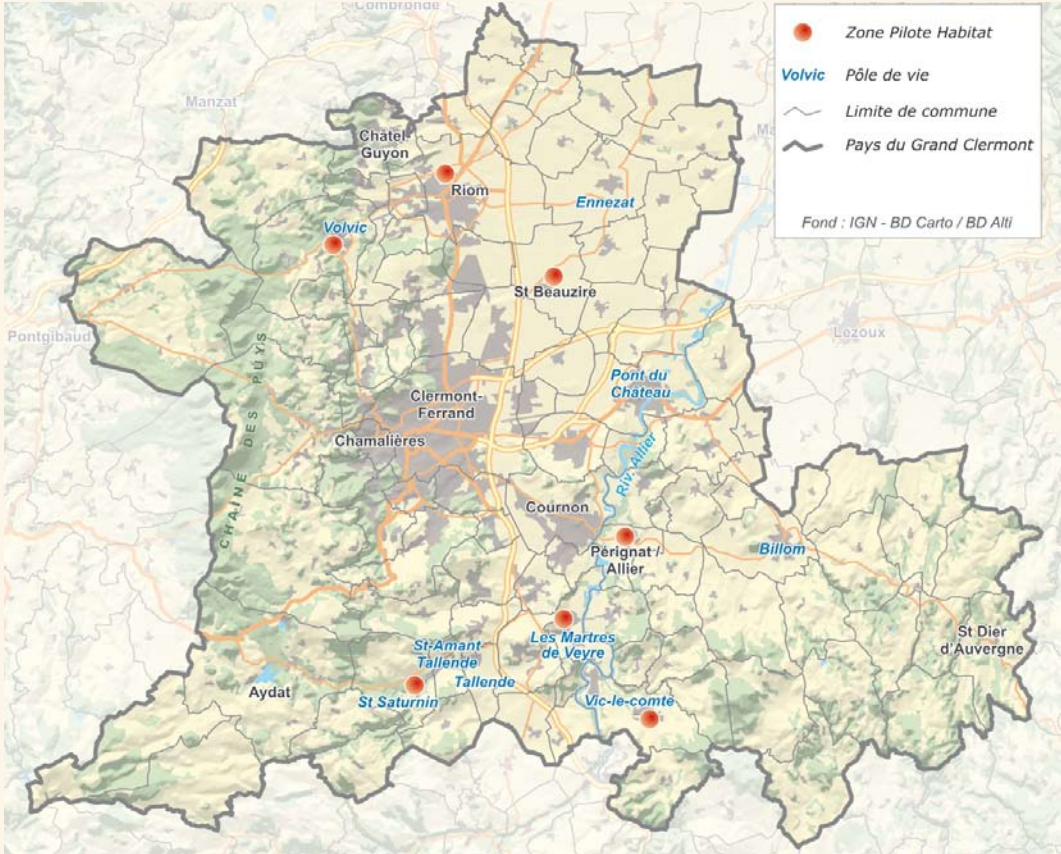 Combronde
Zone Pilote Habitat
Volvic Pôle de vie
Limite de commune
Pays du Grand Clermont
Fond : IGN - BD Carto / BD Alti
Manzat
Châtel-
Guyon
Riom
Ennezat
Volvic
St Beauzire
Pontgibaud
Lezoux
CHAINE DES PUYS
Pont du
Château
Clermont-
Ferrand
Chamalières
Riv. Allier
Cournon
Pérignat /
Allier
Billom
Les Martres
de Veyre
St Dier
d'Auvergne
St-Amant
Tallende
Tallende
Aydat
St Saturnin
Vic-le-comte